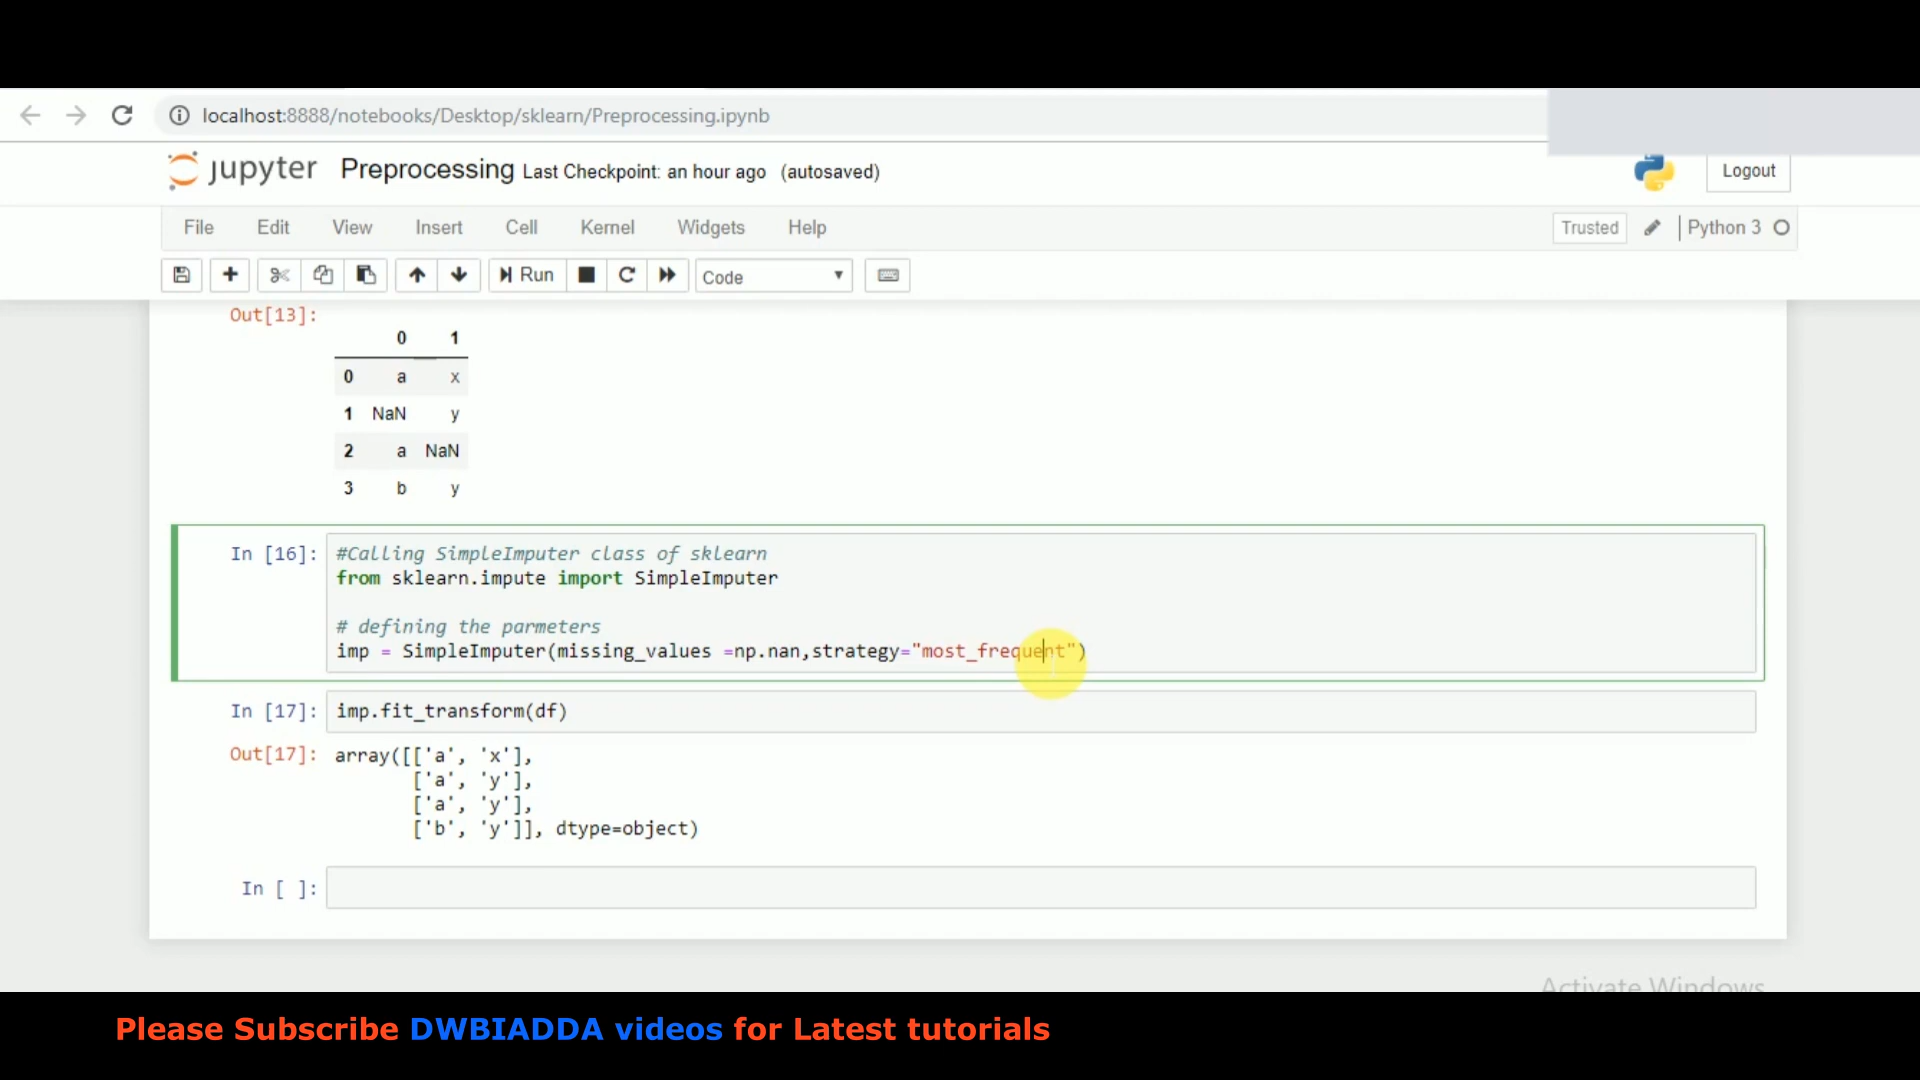 localhost:8888/notebooks/Desktop/sklearn/Preprocessing.ipynb
jupyter Preprocessing Last Checkpoint: an hour ago (autosaved) Logout
File Edit View Insert Cell Kernel Widgets Help Trusted Python 3
Run Code
Out[13]:
0 1
0 a x
1 NaN y
2 a NaN
3 b y
In [16]: #Calling SimpleImputer class of sklearn
from sklearn.impute import SimpleImputer
# defining the parmeters
imp = SimpleImputer(missing_values =np.nan,strategy="most_frequent")
In [17]: imp.fit_transform(df)
Out[17]: array([['a', 'x'],
['a', 'y'],
['a', 'y'],
['b', 'y']], dtype=object)
In [ ]:
Activate Windows
Please Subscribe DWBIADDA videos for Latest tutorials